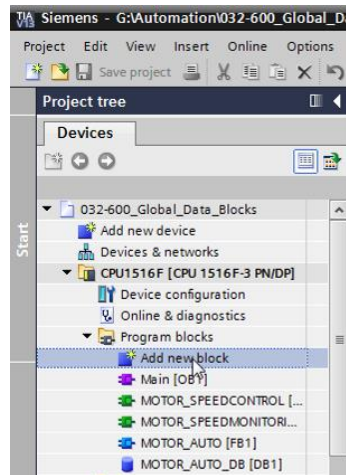 Siemens - G:\Automation\032-600_Global_D
Project Edit View Insert Online Options
Save project
Project tree
Devices
Start
032-600_Global_Data_Blocks
Add new device
Devices & networks
CPU1516F [CPU 1516F-3 PN/DP]
Device configuration
Online & diagnostics
Program blocks
Add new block
Main [OB1]
MOTOR_SPEEDCONTROL [...
MOTOR_SPEEDMONITORI...
MOTOR_AUTO [FB1]
MOTOR_AUTO_DB [DB1]